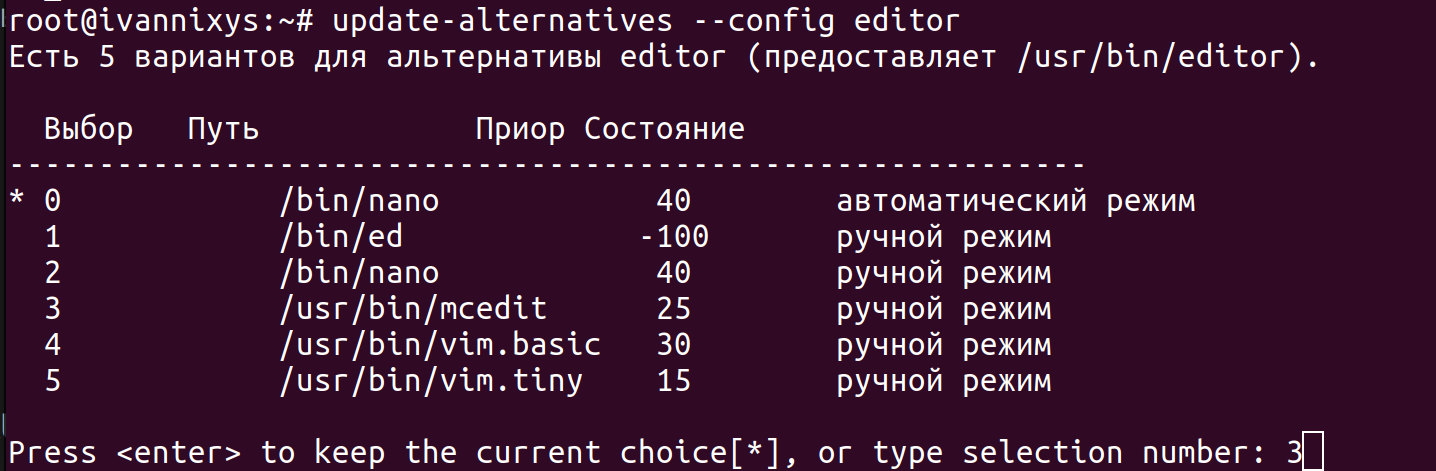 root@ivannixys:~# update-alternatives --config editor
Есть 5 вариантов для альтернативы editor (предоставляет /usr/bin/editor).
Выбор Путь Приор Состояние
------------------------------------------------------------
* 0 /bin/nano 40 автоматический режим
1 /bin/ed -100 ручной режим
2 /bin/nano 40 ручной режим
3 /usr/bin/mcedit 25 ручной режим
4 /usr/bin/vim.basic 30 ручной режим
5 /usr/bin/vim.tiny 15 ручной режим
Press <enter> to keep the current choice[*], or type selection number: 3